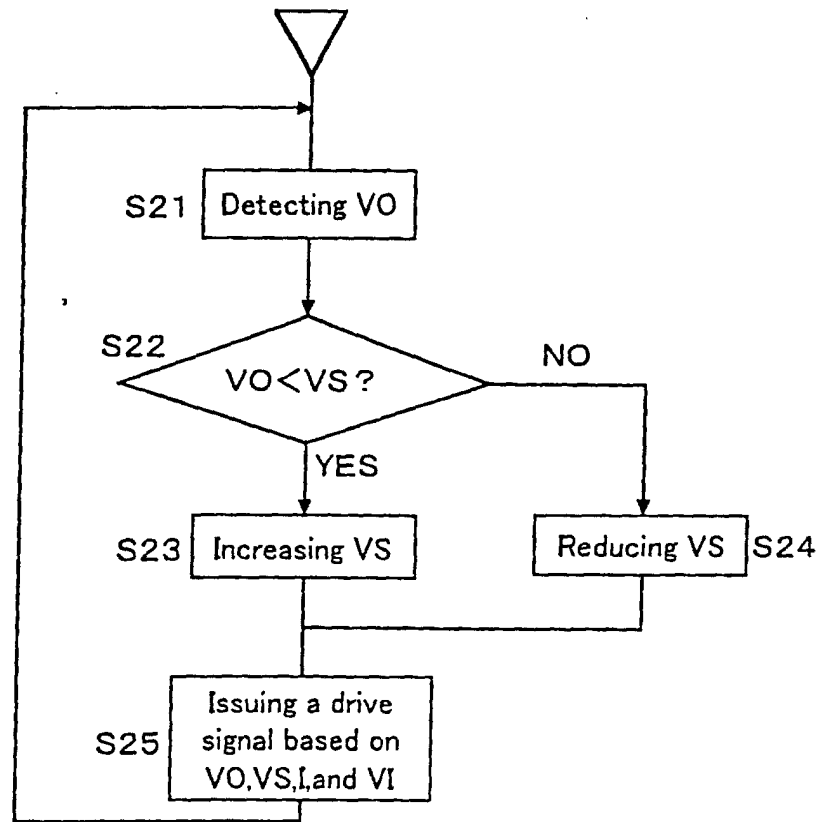 S21
Detecting VO
S22
VO<VS?
NO
YES
S23
Increasing VS
Reducing VS
S24
S25
Issuing a drive
signal based on
VO,VS,I,and VI